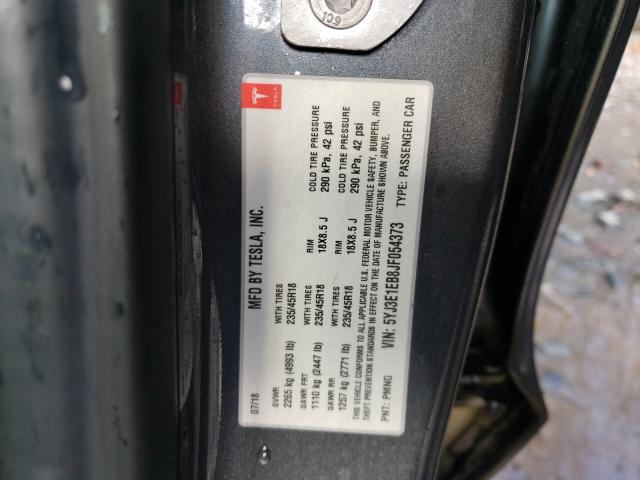 TESLA
07/18 MFD BY TESLA, INC.
GVWR WITH TIRES
2265 kg (4993 lb) 235/45R18
GAWR FRT WITH TIRES RIM COLD TIRE PRESSURE
1110 kg (2447 lb) 235/45R18 18X8.5 J 290 kPa, 42 psi
GAWR RR WITH TIRES RIM COLD TIRE PRESSURE
1257 kg (2771 lb) 235/45R18 18X8.5 J 290 kPa, 42 psi
THIS VEHICLE CONFORMS TO ALL APPLICABLE U.S. FEDERAL MOTOR VEHICLE SAFETY, BUMPER, AND
THEFT PREVENTION STANDARDS IN EFFECT ON THE DATE OF MANUFACTURE SHOWN ABOVE.
PNT: PMNG VIN: 5YJ3E1EB8JF054373 TYPE: PASSENGER CAR